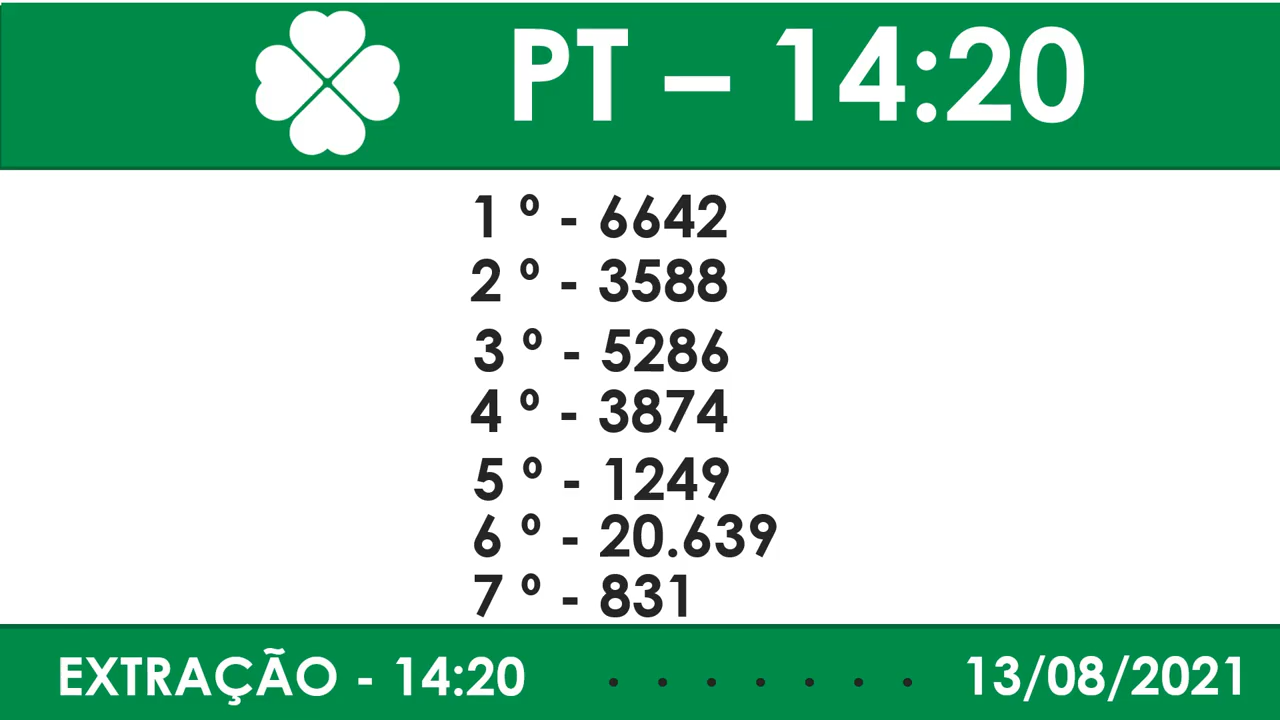 PT – 14:20
1 º - 6642
2 º - 3588
3 º - 5286
4 º - 3874
5 º - 1249
6 º - 20.639
7 º - 831
EXTRAÇÃO - 14:20 . . . . . . . 13/08/2021